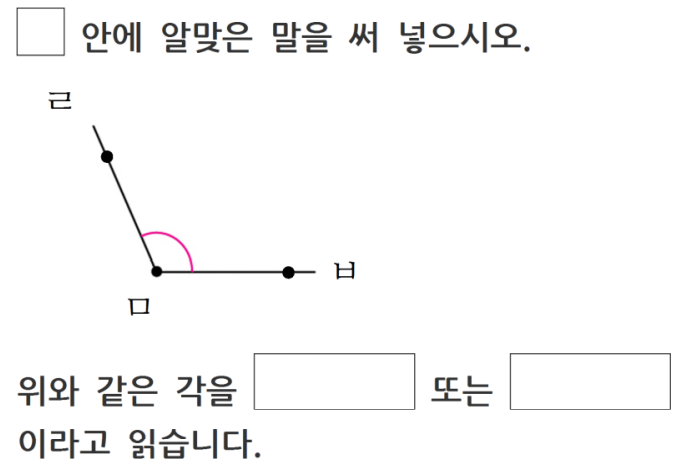 안에 알맞은 말을 써 넣으시오.
ㄹ
ㅂ
ㅁ
위와 같은 각을 또는
이라고 읽습니다.